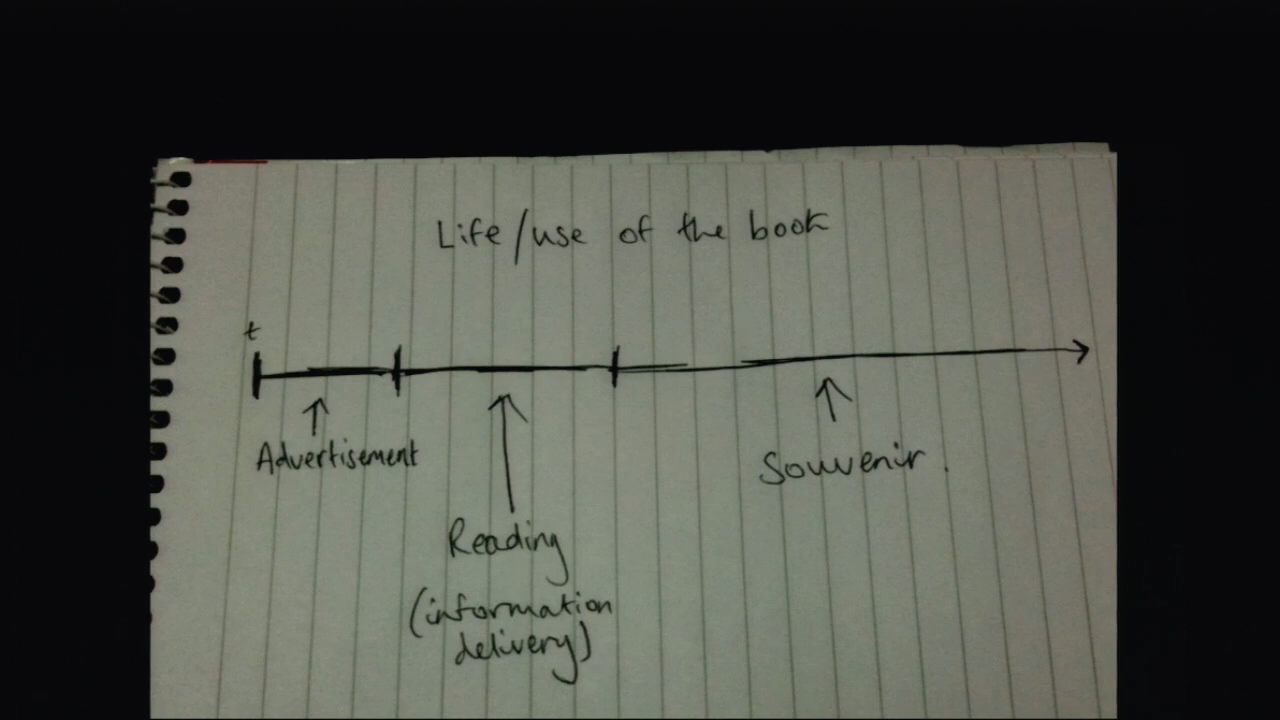 Life/use of the book
t
Advertisement
Souvenir.
Reading
(information
delivery)